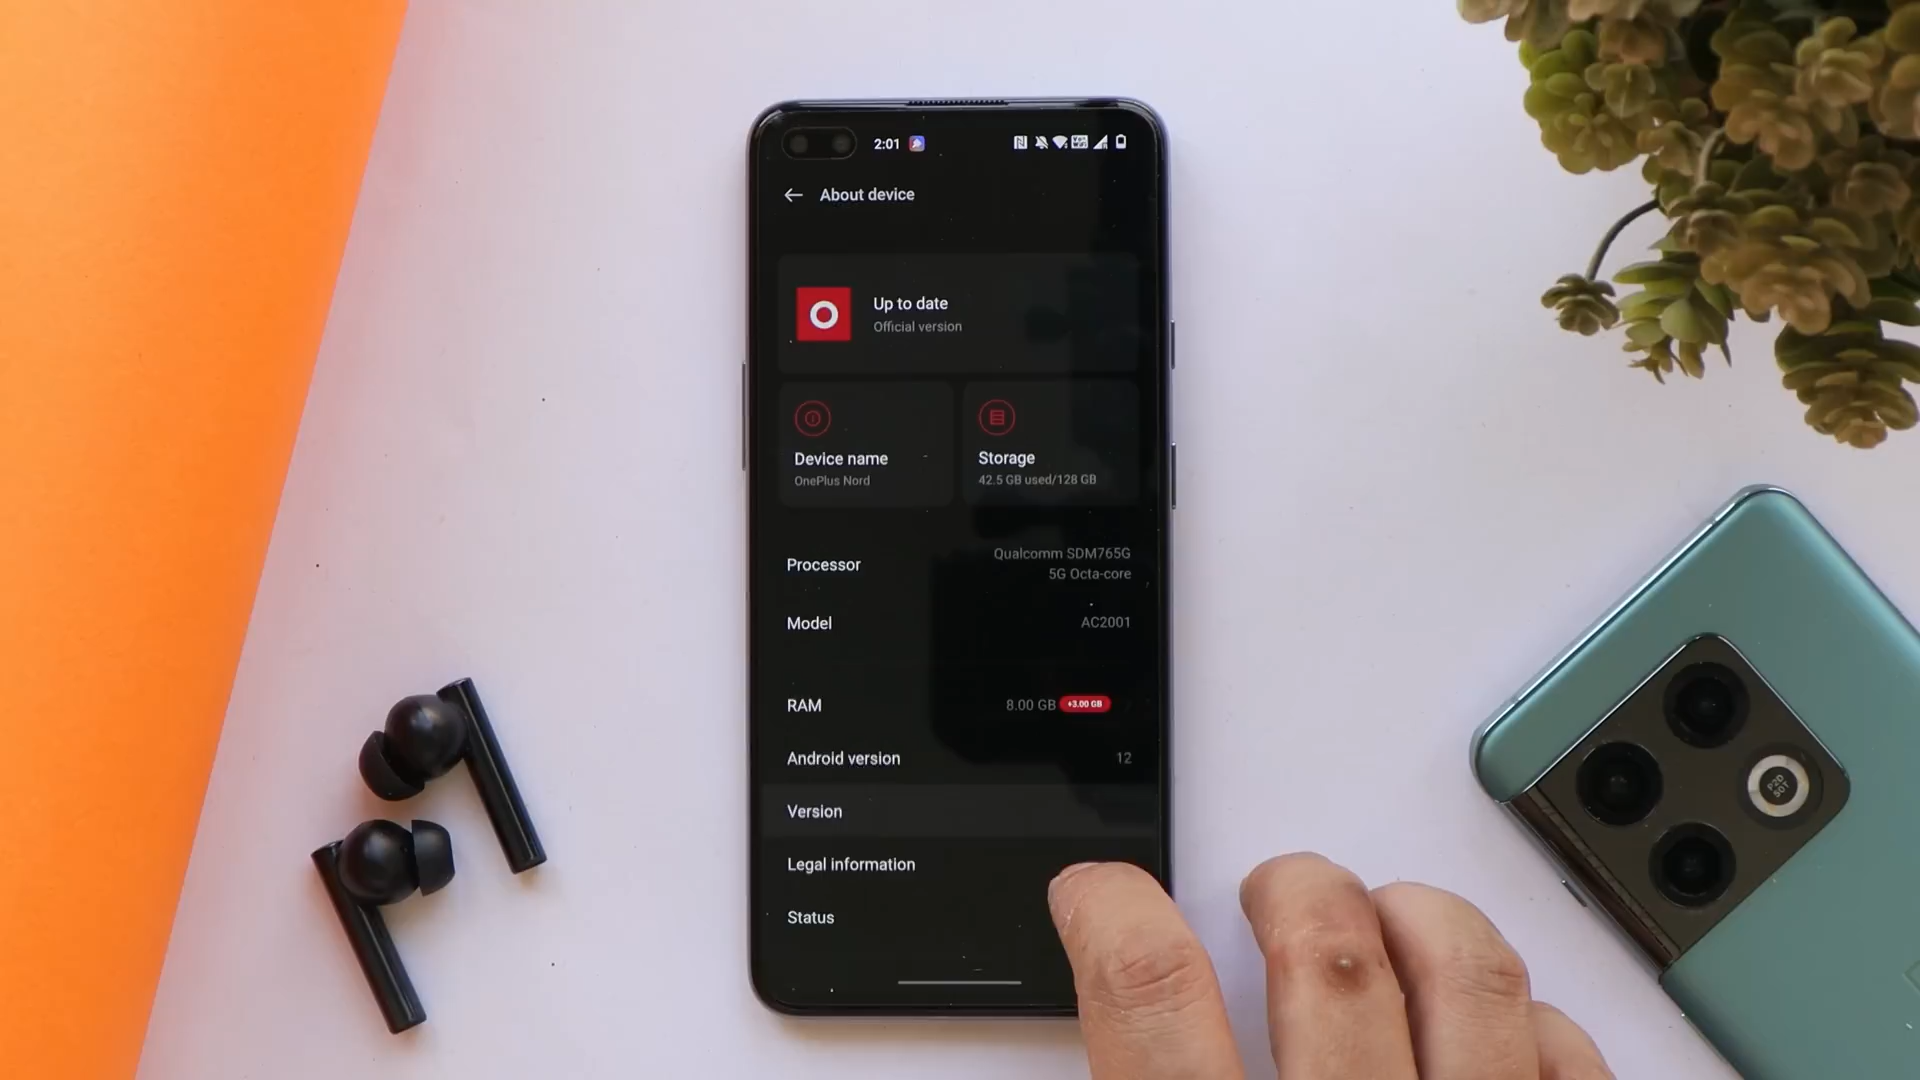 2:01
About device
Up to date
Official version
Device name
OnePlus Nord
Storage
42.5 GB used/128 GB
Processor
Qualcomm SDM765G
5G Octa-core
Model
AC2001
RAM
8.00 GB +3.00 GB
Android version
12
Version
Legal information
Status
P2D
50T